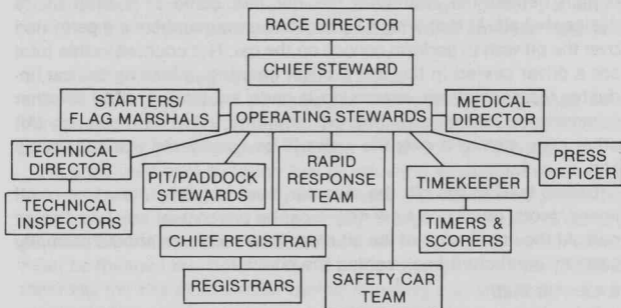 RACE DIRECTOR
CHIEF STEWARD
STARTERS/
FLAG MARSHALS
OPERATING STEWARDS
MEDICAL
DIRECTOR
TECHNICAL
DIRECTOR
PIT/PADDOCK
STEWARDS
RAPID
RESPONSE
TEAM
TIMEKEEPER
PRESS
OFFICER
TECHNICAL
INSPECTORS
CHIEF REGISTRAR
TIMERS &
SCORERS
REGISTRARS
SAFETY CAR
TEAM